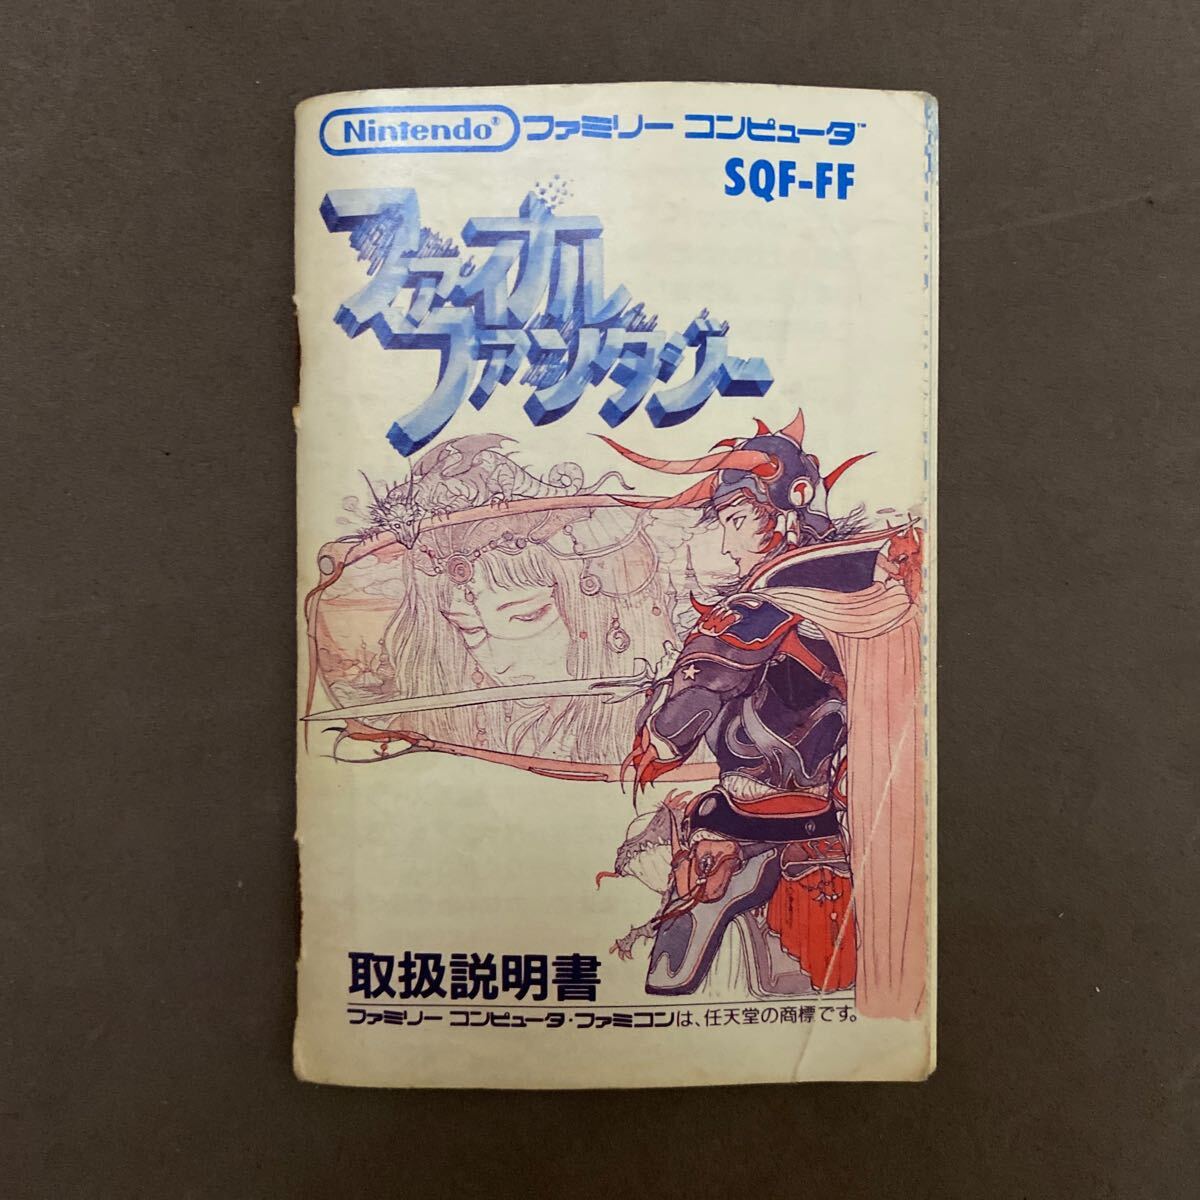 Nintendo® ファミリー コンピュータ™
SQF-FF
ファイナル
ファンタジー
取扱説明書
ファミリー コンピュータ・ファミコンは、任天堂の商標です。